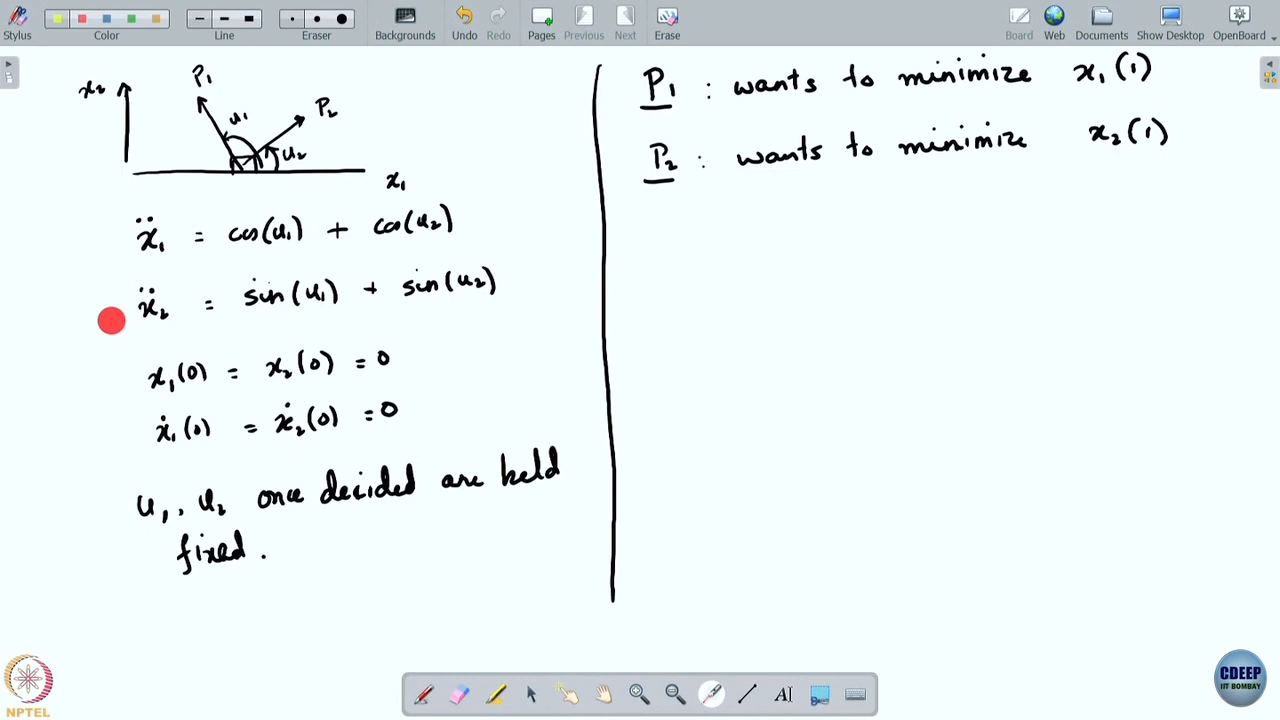 Stylus
Color
Line
Eraser
Backgrounds
Undo
Redo
Pages
Previous
Next
Erase
Board
Web
Documents
Show Desktop
OpenBoard
x₂
P₁
u₁
P₂
u₂
x₁
ẍ₁ = cos(u₁) + cos(u₂)
ẍ₂ = sin(u₁) + sin(u₂)
x₁(0) = x₂(0) = 0
ẋ₁(0) = ẋ₂(0) = 0
u₁, u₂ once decided are held
fixed.
P₁ : wants to minimize x₁(1)
P₂ : wants to minimize x₂(1)
AI
NPTEL
CDEEP
IIT BOMBAY